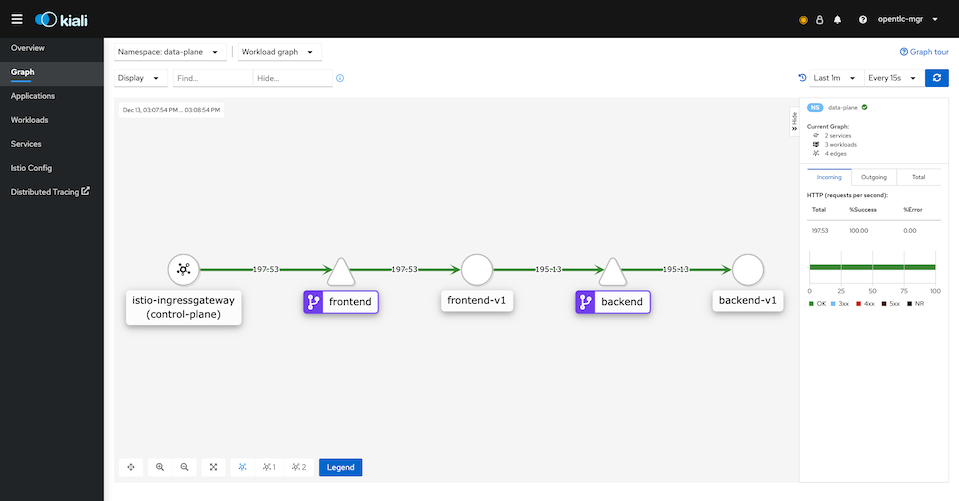 kiali
opentlc-mgr
Overview
Graph
Applications
Workloads
Services
Istio Config
Distributed Tracing
Namespace: data-plane
Workload graph
Graph tour
Display
Find...
Hide...
Last 1m
Every 15s
Dec 13, 03:07:54 PM ... 03:08:54 PM
Hide
NS data-plane
Current Graph:
2 services
3 workloads
4 edges
Incoming Outgoing Total
HTTP (requests per second):
Total %Success %Error
197.53 100.00 0.00
0 25 50 75 100
OK 3xx 4xx 5xx NR
197.53 197.53 195.13 195.13
istio-ingressgateway
(control-plane)
frontend
frontend-v1
backend
backend-v1
1
2
Legend